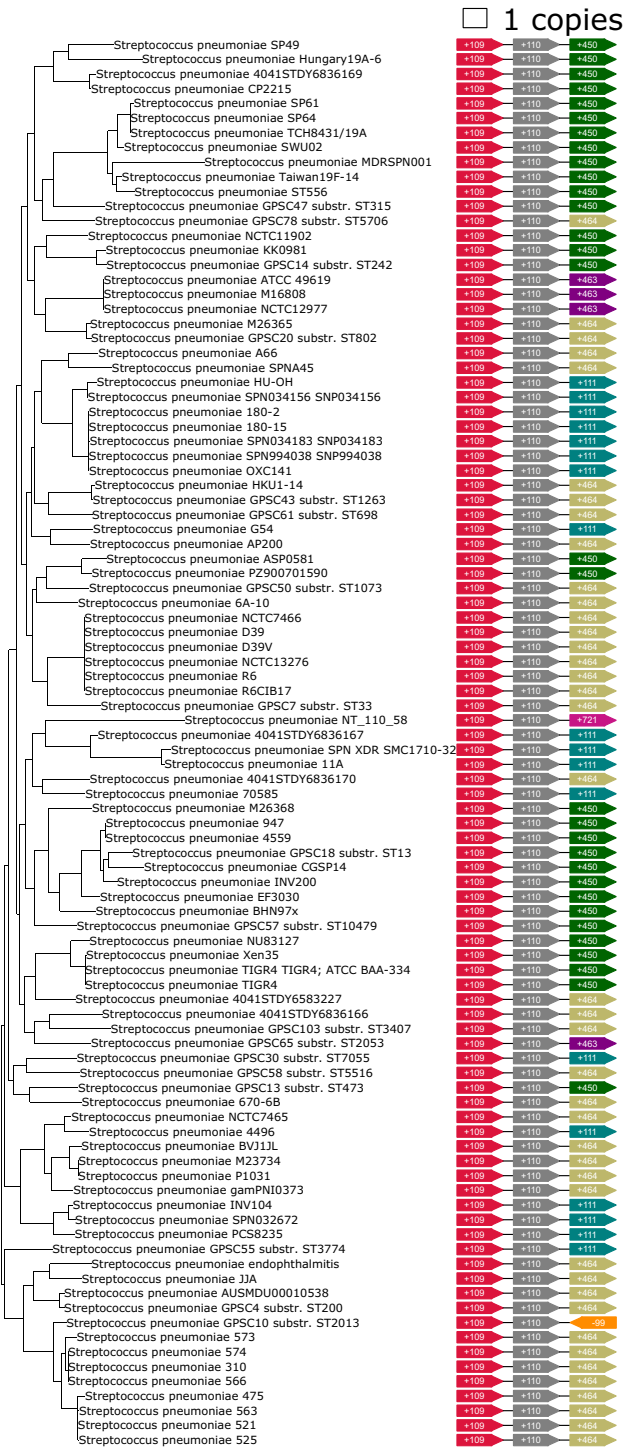 1 copies
Streptococcus pneumoniae SP49 +109 +110 +450
Streptococcus pneumoniae Hungary19A-6 +109 +110 +450
Streptococcus pneumoniae 4041STDY6836169 +109 +110 +450
Streptococcus pneumoniae CP2215 +109 +110 +450
Streptococcus pneumoniae SP61 +109 +110 +450
Streptococcus pneumoniae SP64 +109 +110 +450
Streptococcus pneumoniae TCH8431/19A +109 +110 +450
Streptococcus pneumoniae SWU02 +109 +110 +450
Streptococcus pneumoniae MDRSPN001 +109 +110 +450
Streptococcus pneumoniae Taiwan19F-14 +109 +110 +450
Streptococcus pneumoniae ST556 +109 +110 +450
Streptococcus pneumoniae GPSC47 substr. ST315 +109 +110 +450
Streptococcus pneumoniae GPSC78 substr. ST5706 +109 +110 +464
Streptococcus pneumoniae NCTC11902 +109 +110 +450
Streptococcus pneumoniae KK0981 +109 +110 +450
Streptococcus pneumoniae GPSC14 substr. ST242 +109 +110 +450
Streptococcus pneumoniae ATCC 49619 +109 +110 +463
Streptococcus pneumoniae M16808 +109 +110 +463
Streptococcus pneumoniae NCTC12977 +109 +110 +463
Streptococcus pneumoniae M26365 +109 +110 +464
Streptococcus pneumoniae GPSC20 substr. ST802 +109 +110 +464
Streptococcus pneumoniae A66 +109 +110 +464
Streptococcus pneumoniae SPNA45 +109 +110 +464
Streptococcus pneumoniae HU-OH +109 +110 +111
Streptococcus pneumoniae SPN034156 SNP034156 +109 +110 +111
Streptococcus pneumoniae 180-2 +109 +110 +111
Streptococcus pneumoniae 180-15 +109 +110 +111
Streptococcus pneumoniae SPN034183 SNP034183 +109 +110 +111
Streptococcus pneumoniae SPN994038 SNP994038 +109 +110 +111
Streptococcus pneumoniae OXC141 +109 +110 +111
Streptococcus pneumoniae HKU1-14 +109 +110 +464
Streptococcus pneumoniae GPSC43 substr. ST1263 +109 +110 +464
Streptococcus pneumoniae GPSC61 substr. ST698 +109 +110 +464
Streptococcus pneumoniae G54 +109 +110 +111
Streptococcus pneumoniae AP200 +109 +110 +464
Streptococcus pneumoniae ASP0581 +109 +110 +450
Streptococcus pneumoniae PZ900701590 +109 +110 +450
Streptococcus pneumoniae GPSC50 substr. ST1073 +109 +110 +464
Streptococcus pneumoniae 6A-10 +109 +110 +464
Streptococcus pneumoniae NCTC7466 +109 +110 +464
Streptococcus pneumoniae D39 +109 +110 +464
Streptococcus pneumoniae D39V +109 +110 +464
Streptococcus pneumoniae NCTC13276 +109 +110 +464
Streptococcus pneumoniae R6 +109 +110 +464
Streptococcus pneumoniae R6CIB17 +109 +110 +464
Streptococcus pneumoniae GPSC7 substr. ST33 +109 +110 +464
Streptococcus pneumoniae NT_110_58 +109 +110 +721
Streptococcus pneumoniae 4041STDY6836167 +109 +110 +111
Streptococcus pneumoniae SPN XDR SMC1710-32 +109 +110 +111
Streptococcus pneumoniae 11A +109 +110 +111
Streptococcus pneumoniae 4041STDY6836170 +109 +110 +464
Streptococcus pneumoniae 70585 +109 +110 +111
Streptococcus pneumoniae M26368 +109 +110 +450
Streptococcus pneumoniae 947 +109 +110 +450
Streptococcus pneumoniae 4559 +109 +110 +450
Streptococcus pneumoniae GPSC18 substr. ST13 +109 +110 +450
Streptococcus pneumoniae CGSP14 +109 +110 +450
Streptococcus pneumoniae INV200 +109 +110 +450
Streptococcus pneumoniae EF3030 +109 +110 +450
Streptococcus pneumoniae BHN97x +109 +110 +450
Streptococcus pneumoniae GPSC57 substr. ST10479 +109 +110 +450
Streptococcus pneumoniae NU83127 +109 +110 +450
Streptococcus pneumoniae Xen35 +109 +110 +450
Streptococcus pneumoniae TIGR4 TIGR4; ATCC BAA-334 +109 +110 +450
Streptococcus pneumoniae TIGR4 +109 +110 +450
Streptococcus pneumoniae 4041STDY6583227 +109 +110 +464
Streptococcus pneumoniae 4041STDY6836166 +109 +110 +464
Streptococcus pneumoniae GPSC103 substr. ST3407 +109 +110 +464
Streptococcus pneumoniae GPSC65 substr. ST2053 +109 +110 +463
Streptococcus pneumoniae GPSC30 substr. ST7055 +109 +110 +111
Streptococcus pneumoniae GPSC58 substr. ST5516 +109 +110 +464
Streptococcus pneumoniae GPSC13 substr. ST473 +109 +110 +450
Streptococcus pneumoniae 670-6B +109 +110 +464
Streptococcus pneumoniae NCTC7465 +109 +110 +464
Streptococcus pneumoniae 4496 +109 +110 +111
Streptococcus pneumoniae BVJ1JL +109 +110 +464
Streptococcus pneumoniae M23734 +109 +110 +464
Streptococcus pneumoniae P1031 +109 +110 +464
Streptococcus pneumoniae gamPNI0373 +109 +110 +464
Streptococcus pneumoniae INV104 +109 +110 +111
Streptococcus pneumoniae SPN032672 +109 +110 +111
Streptococcus pneumoniae PCS8235 +109 +110 +111
Streptococcus pneumoniae GPSC55 substr. ST3774 +109 +110 +111
Streptococcus pneumoniae endophthalmitis +109 +110 +464
Streptococcus pneumoniae JJA +109 +110 +464
Streptococcus pneumoniae AUSMDU00010538 +109 +110 +464
Streptococcus pneumoniae GPSC4 substr. ST200 +109 +110 +464
Streptococcus pneumoniae GPSC10 substr. ST2013 +109 +110 -99
Streptococcus pneumoniae 573 +109 +110 +464
Streptococcus pneumoniae 574 +109 +110 +464
Streptococcus pneumoniae 310 +109 +110 +464
Streptococcus pneumoniae 566 +109 +110 +464
Streptococcus pneumoniae 475 +109 +110 +464
Streptococcus pneumoniae 563 +109 +110 +464
Streptococcus pneumoniae 521 +109 +110 +464
Streptococcus pneumoniae 525 +109 +110 +464